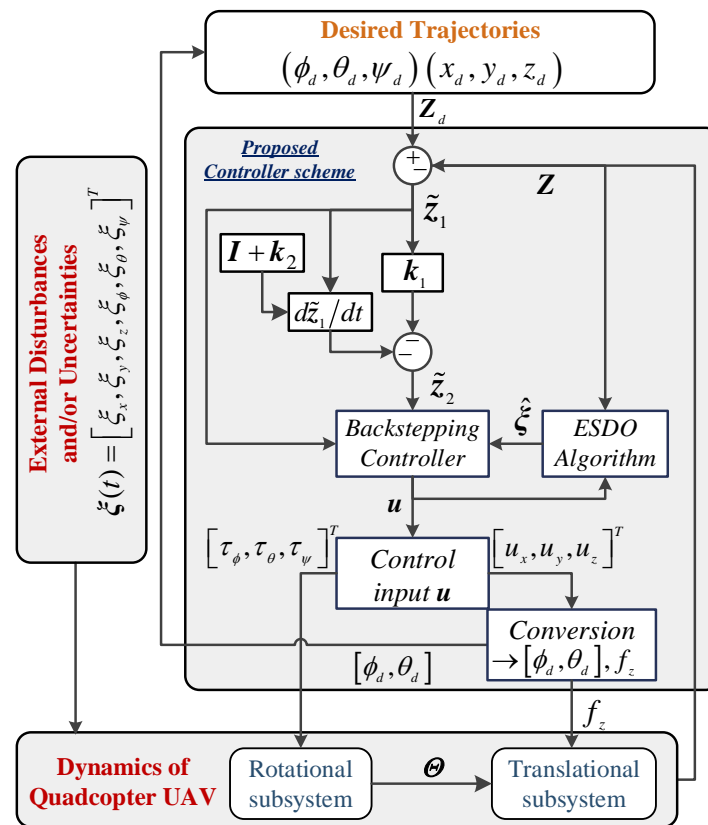 Desired Trajectories
(ϕ_d, θ_d, ψ_d) (x_d, y_d, z_d)
Z_d
Proposed
Controller scheme
+
−
Z
z̃_1
I + k_2
k_1
dz̃_1/dt
−
−
z̃_2
Backstepping
Controller
ξ̂
ESDO
Algorithm
u
[τ_ϕ, τ_θ, τ_ψ]^T
Control
input u
[u_x, u_y, u_z]^T
Conversion
→[ϕ_d, θ_d], f_z
[ϕ_d, θ_d]
f_z
External Disturbances
and/or Uncertainties
ξ(t) = [ξ_x, ξ_y, ξ_z, ξ_ϕ, ξ_θ, ξ_ψ]^T
Dynamics of
Quadcopter UAV
Rotational
subsystem
Θ
Translational
subsystem